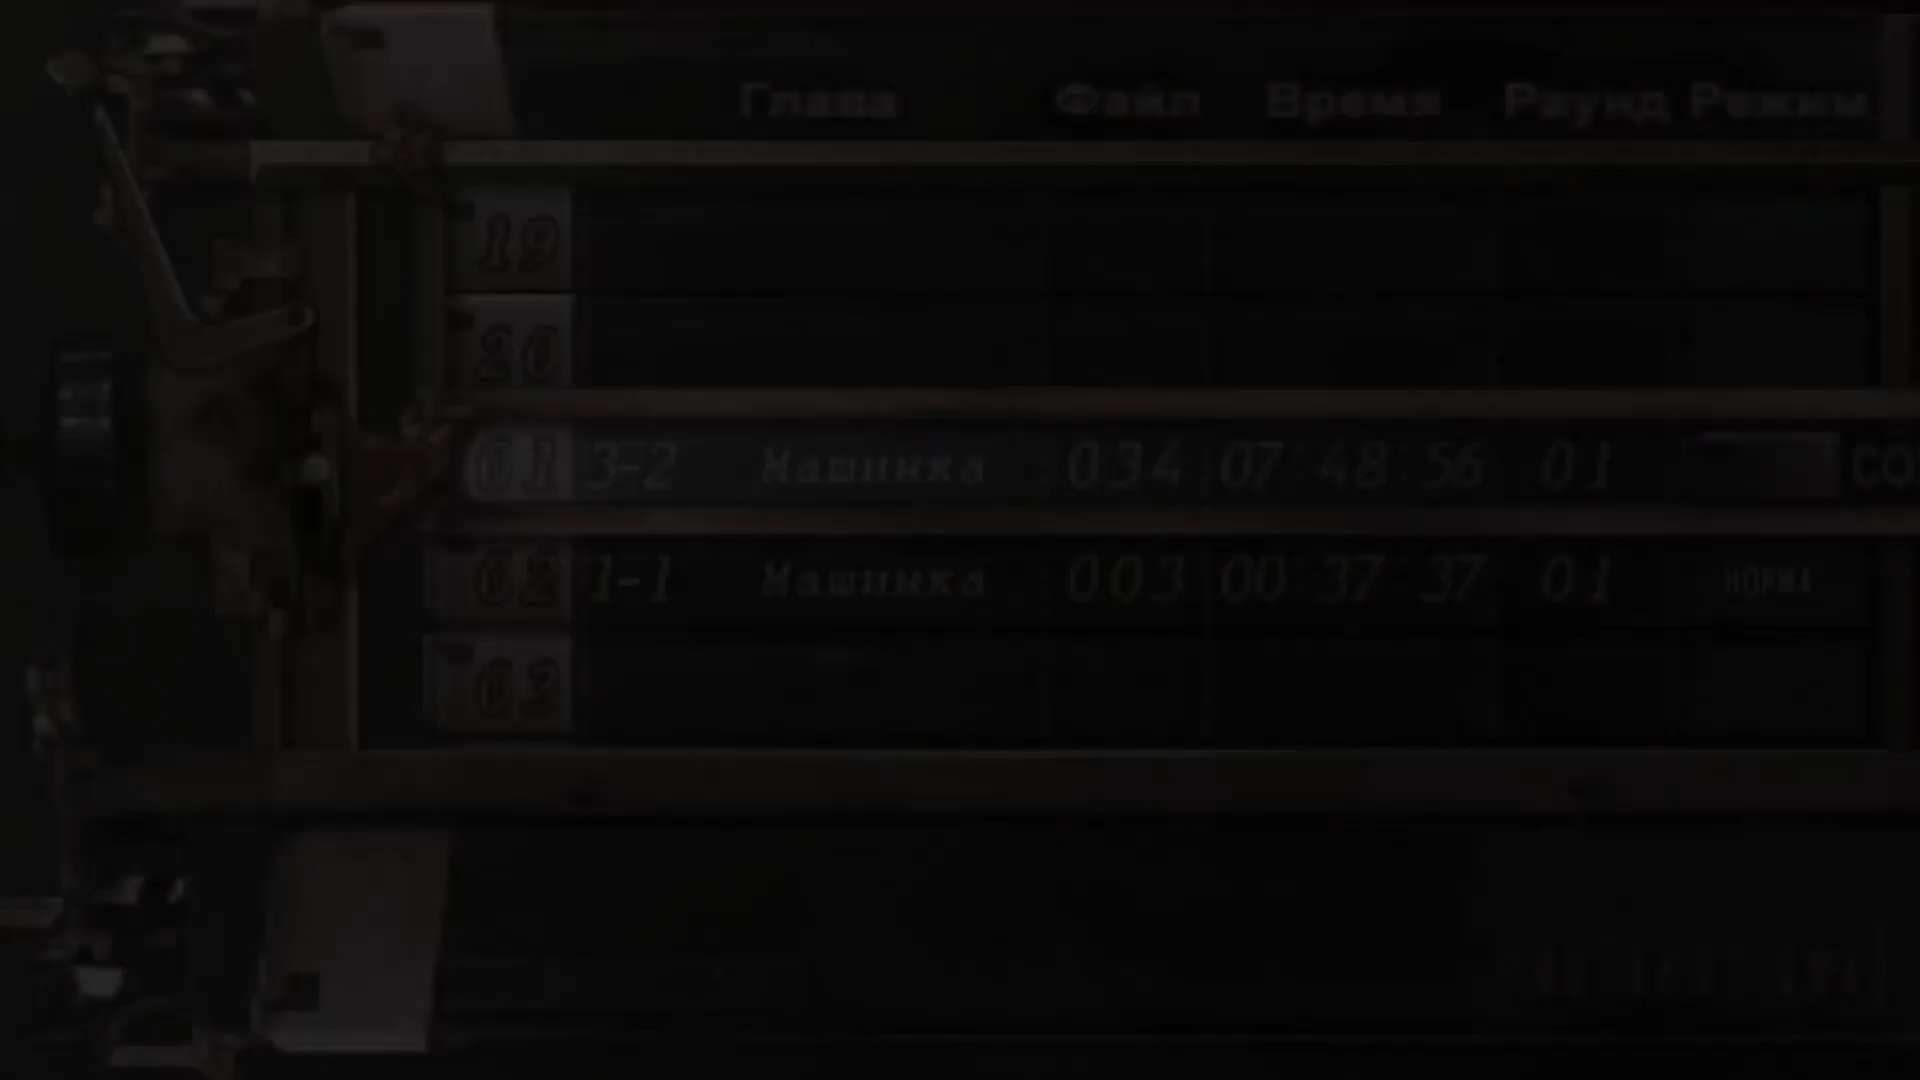 Глава Файл Время Раунд Режим
19
20
01 3-2 Машинка 034 07:48:56 01
02 1-1 Машинка 003 00:37:37 01 НОРМА
03